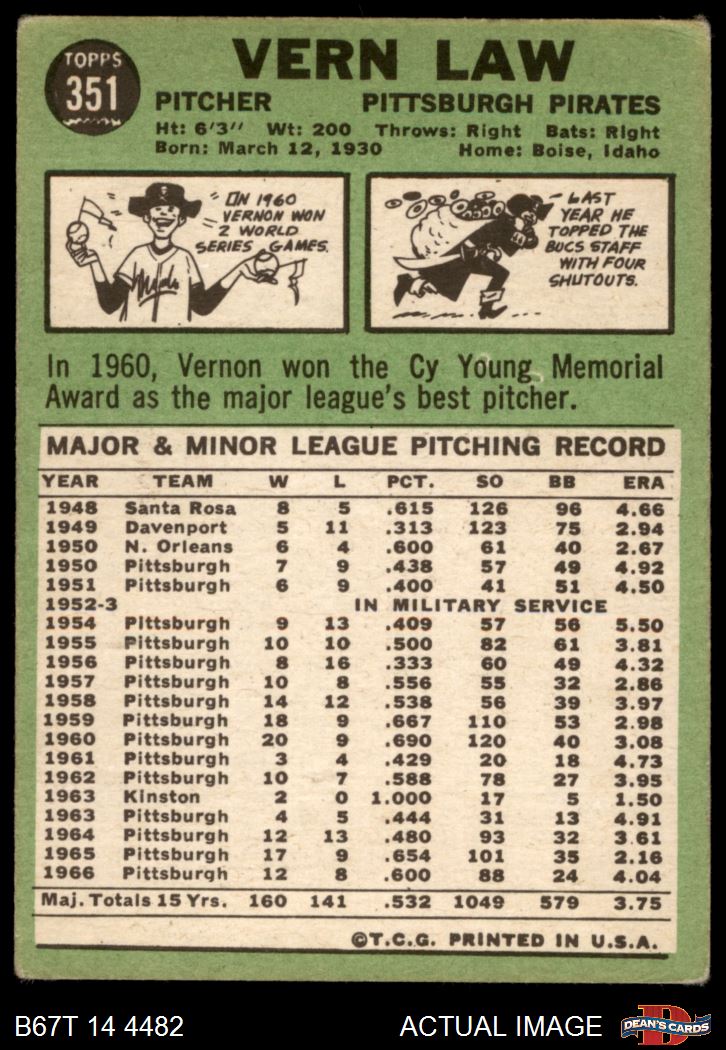 TOPPS
351
VERN LAW
PITCHER PITTSBURGH PIRATES
Ht: 6'3" Wt: 200 Throws: Right Bats: Right
Born: March 12, 1930 Home: Boise, Idaho
ON 1960
VERNON WON
2 WORLD
SERIES GAMES.
LAST
YEAR HE
TOPPED THE
BUCS STAFF
WITH FOUR
SHUTOUTS.
In 1960, Vernon won the Cy Young Memorial
Award as the major league's best pitcher.
MAJOR & MINOR LEAGUE PITCHING RECORD
YEAR TEAM W L PCT. SO BB ERA
1948 Santa Rosa 8 5 .615 126 96 4.66
1949 Davenport 5 11 .313 123 75 2.94
1950 N. Orleans 6 4 .600 61 40 2.67
1950 Pittsburgh 7 9 .438 57 49 4.92
1951 Pittsburgh 6 9 .400 41 51 4.50
1952-3 IN MILITARY SERVICE
1954 Pittsburgh 9 13 .409 57 56 5.50
1955 Pittsburgh 10 10 .500 82 61 3.81
1956 Pittsburgh 8 16 .333 60 49 4.32
1957 Pittsburgh 10 8 .556 55 32 2.86
1958 Pittsburgh 14 12 .538 56 39 3.97
1959 Pittsburgh 18 9 .667 110 53 2.98
1960 Pittsburgh 20 9 .690 120 40 3.08
1961 Pittsburgh 3 4 .429 20 18 4.73
1962 Pittsburgh 10 7 .588 78 27 3.95
1963 Kinston 2 0 1.000 17 5 1.50
1963 Pittsburgh 4 5 .444 31 13 4.91
1964 Pittsburgh 12 13 .480 93 32 3.61
1965 Pittsburgh 17 9 .654 101 35 2.16
1966 Pittsburgh 12 8 .600 88 24 4.04
Maj. Totals 15 Yrs. 160 141 .532 1049 579 3.75
©T.C.G. PRINTED IN U.S.A.
B67T 14 4482 ACTUAL IMAGE
DEAN'S CARDS